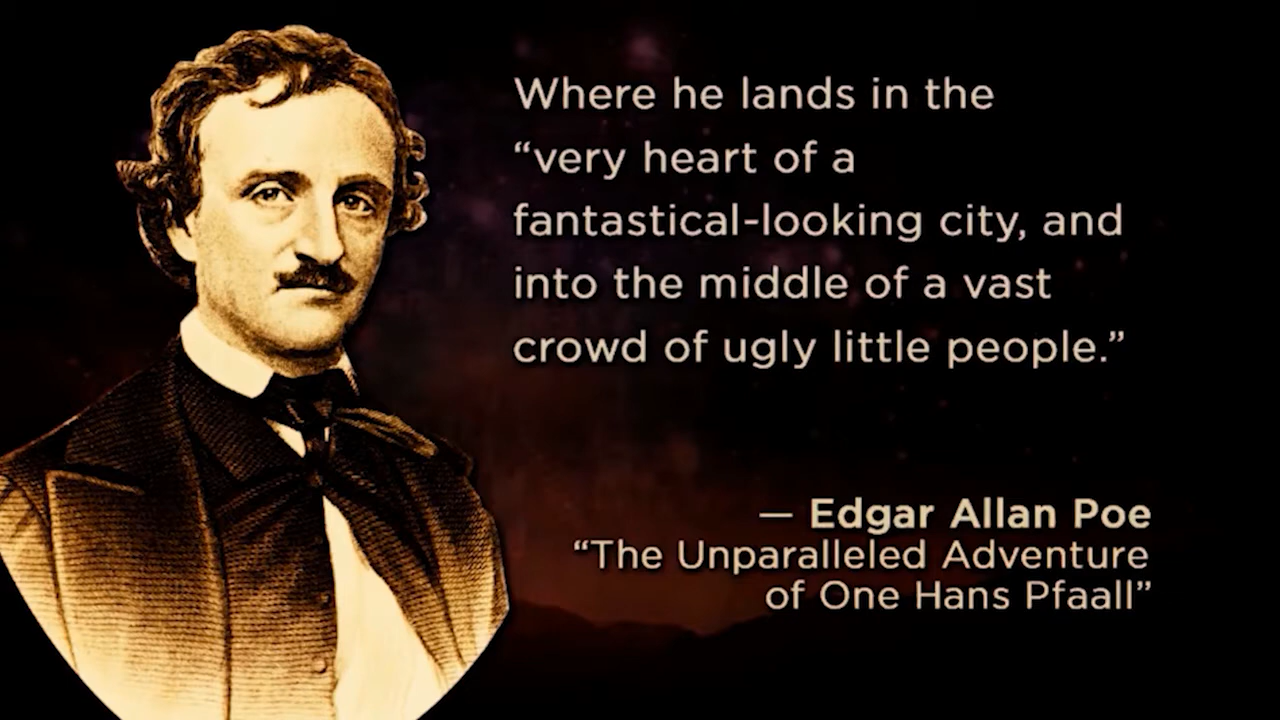 Where he lands in the
“very heart of a
fantastical-looking city, and
into the middle of a vast
crowd of ugly little people.”
— Edgar Allan Poe
“The Unparalleled Adventure
of One Hans Pfaall”